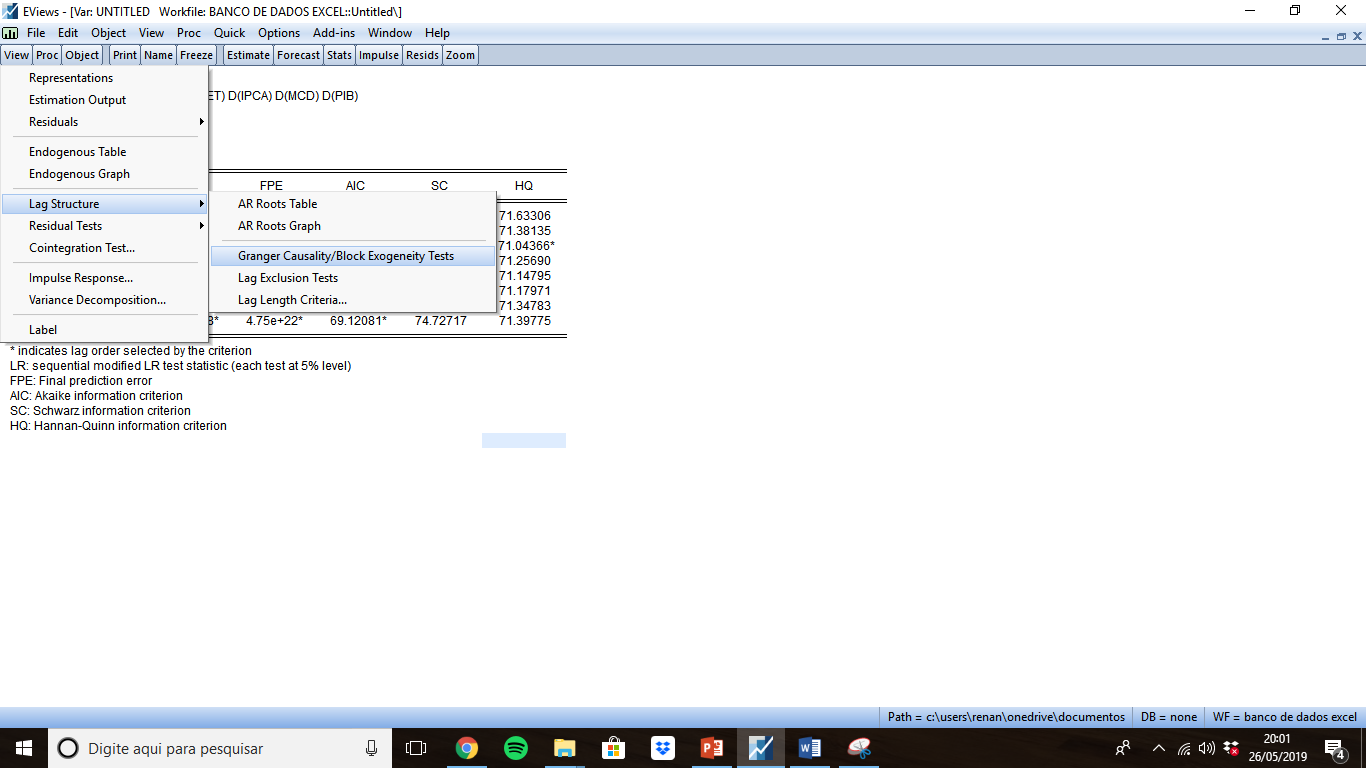 EViews - [Var: UNTITLED Workfile: BANCO DE DADOS EXCEL::Untitled\]
File Edit Object View Proc Quick Options Add-ins Window Help
View Proc Object Print Name Freeze Estimate Forecast Stats Impulse Resids Zoom
Representations
Estimation Output
Residuals
Endogenous Table
Endogenous Graph
Lag Structure
Residual Tests
Cointegration Test...
Impulse Response...
Variance Decomposition...
Label
AR Roots Table
AR Roots Graph
Granger Causality/Block Exogeneity Tests
Lag Exclusion Tests
Lag Length Criteria...
D(IPCA) D(MCD) D(PIB)
FPE AIC SC HQ
71.63306
71.38135
71.04366*
71.25690
71.14795
71.17971
71.34783
4.75e+22* 69.12081* 74.72717 71.39775
* indicates lag order selected by the criterion
LR: sequential modified LR test statistic (each test at 5% level)
FPE: Final prediction error
AIC: Akaike information criterion
SC: Schwarz information criterion
HQ: Hannan-Quinn information criterion
Path = c:\users\renan\onedrive\documentos DB = none WF = banco de dados excel
Digite aqui para pesquisar
20:01
26/05/2019
4